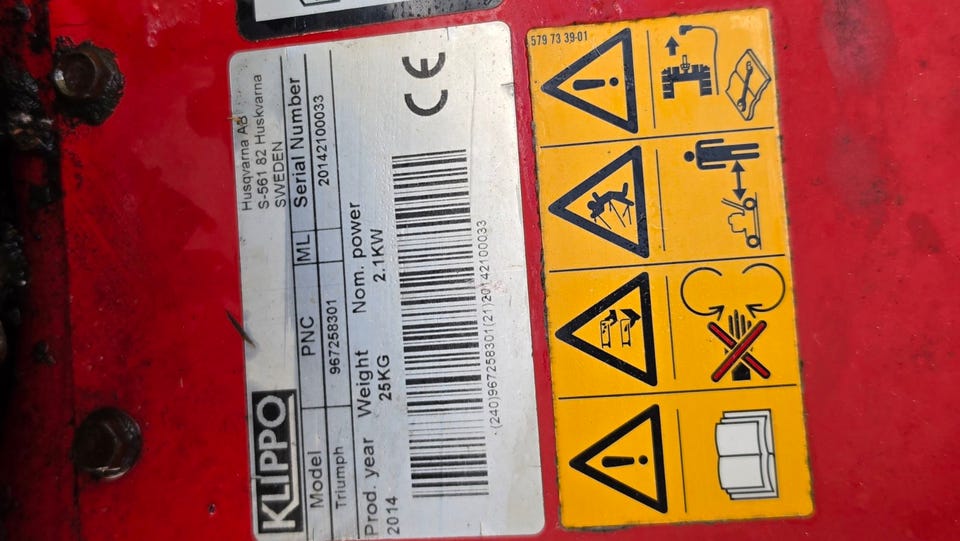 KLIPPO
Husqvarna AB
S-561 82 Huskvarna
SWEDEN
Model PNC ML Serial Number
Triumph 967258301 20142100033
Prod. year Weight Nom. power
2014 25KG 2.1KW
CE
(240)967258301(21)20142100033
579 73 39-01